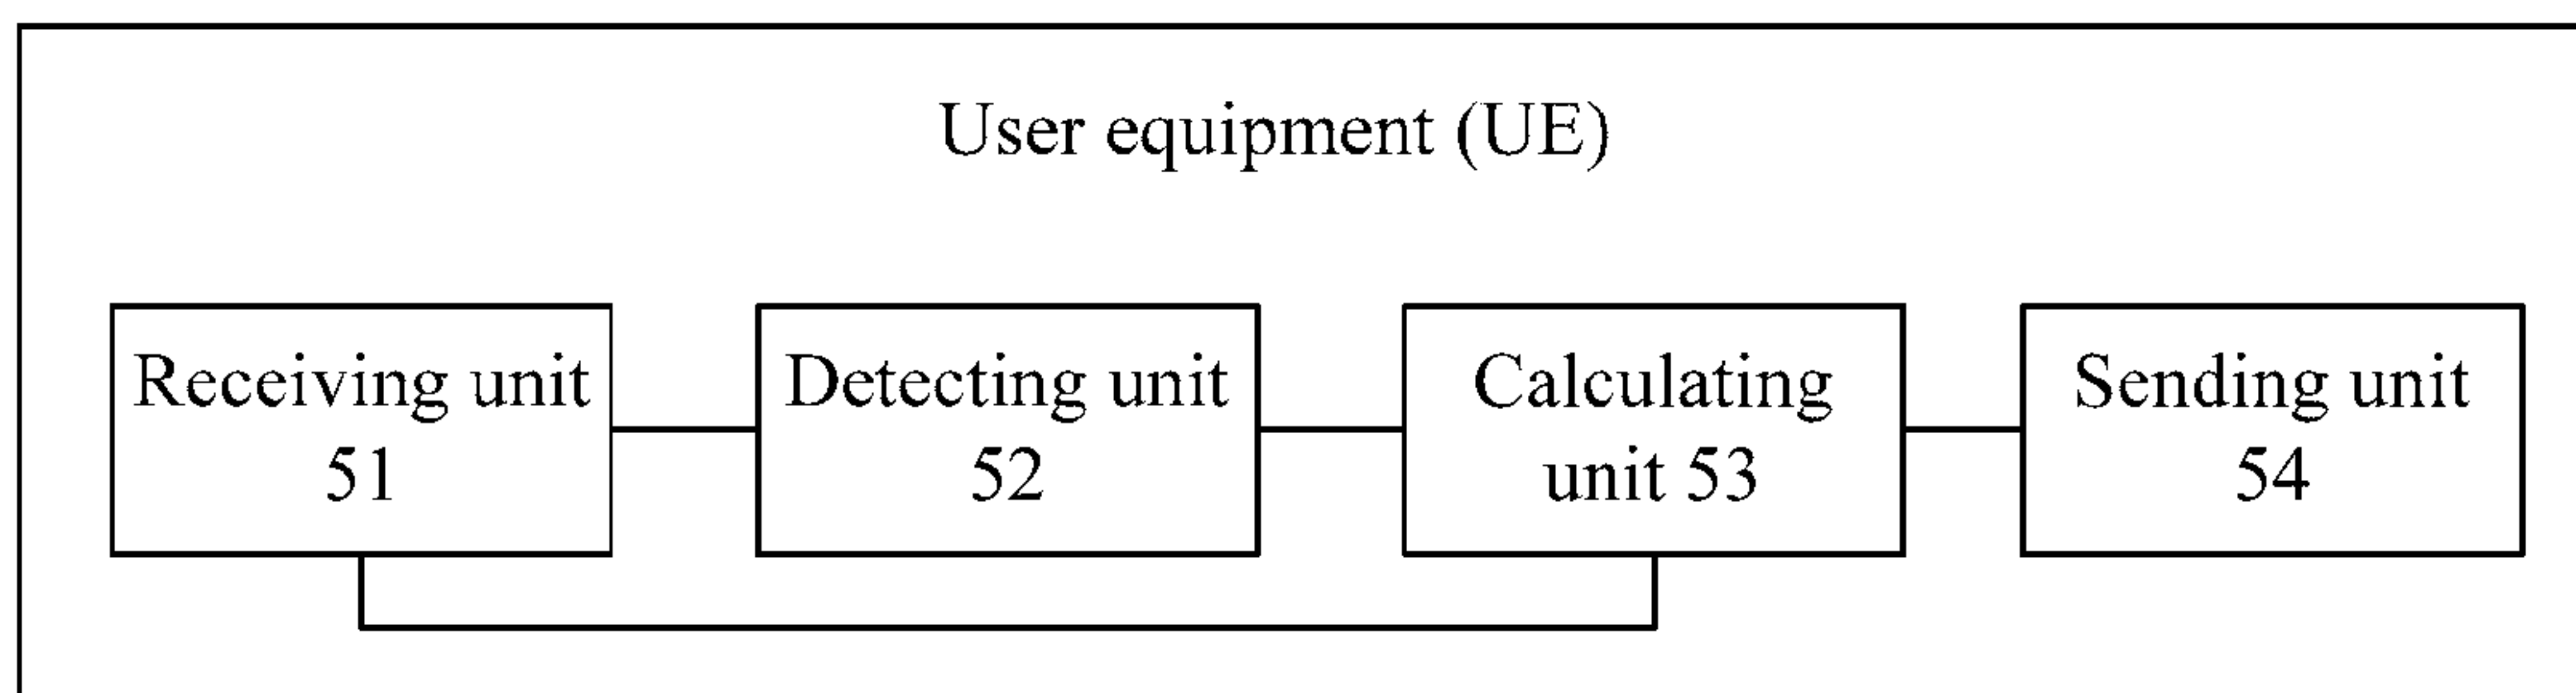 User equipment (UE)
Receiving unit
51
Detecting unit
52
Calculating
unit 53
Sending unit
54